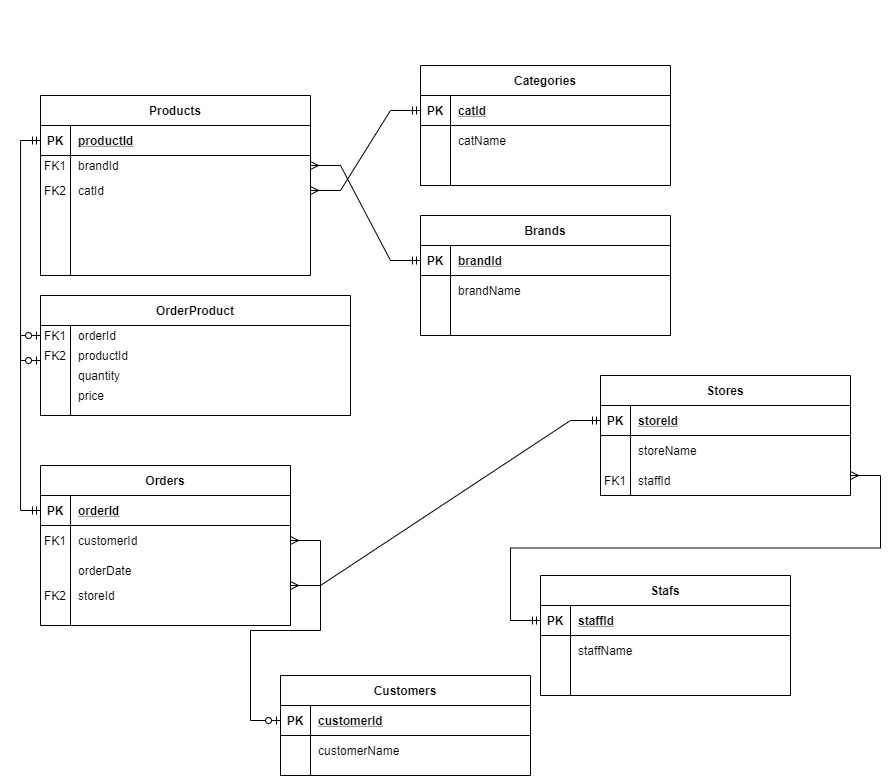 Products
PK productId
FK1 brandId
FK2 catId
Categories
PK catId
catName
Brands
PK brandId
brandName
OrderProduct
FK1 orderId
FK2 productId
quantity
price
Stores
PK storeId
storeName
FK1 staffId
Orders
PK orderId
FK1 customerId
orderDate
FK2 storeId
Stafs
PK staffId
staffName
Customers
PK customerId
customerName